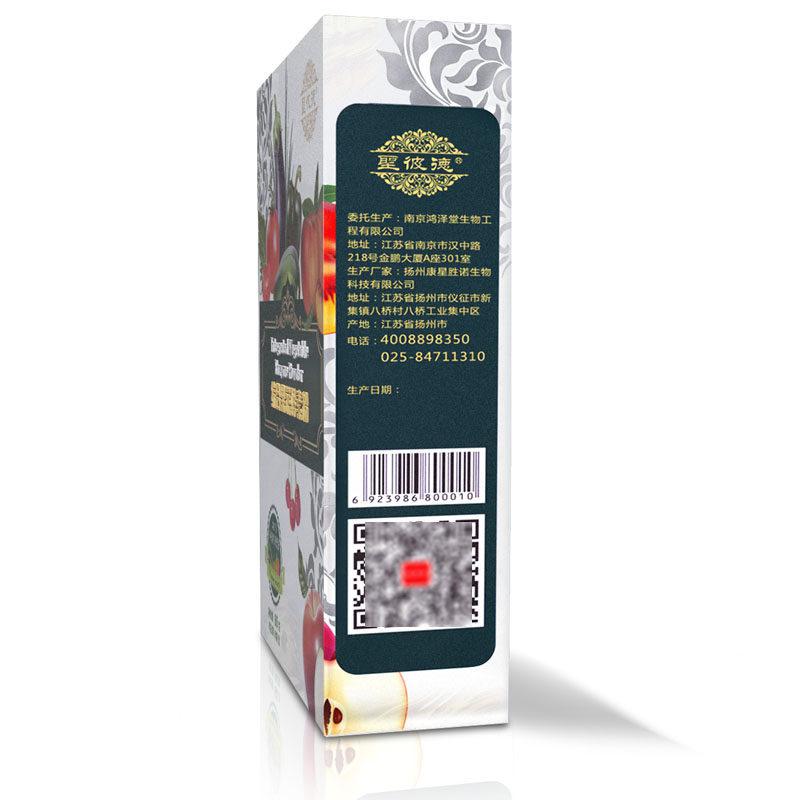 聖彼德®
委托生产：南京鸿泽堂生物工
程有限公司
地址：江苏省南京市汉中路
218号金鹏大厦A座301室
生产厂家：扬州康星胜诺生物
科技有限公司
地址：江苏省扬州市仪征市新
集镇八桥村八桥工业集中区
产地：江苏省扬州市
电话：4008898350
025-84711310
生产日期：
6 923986 800010